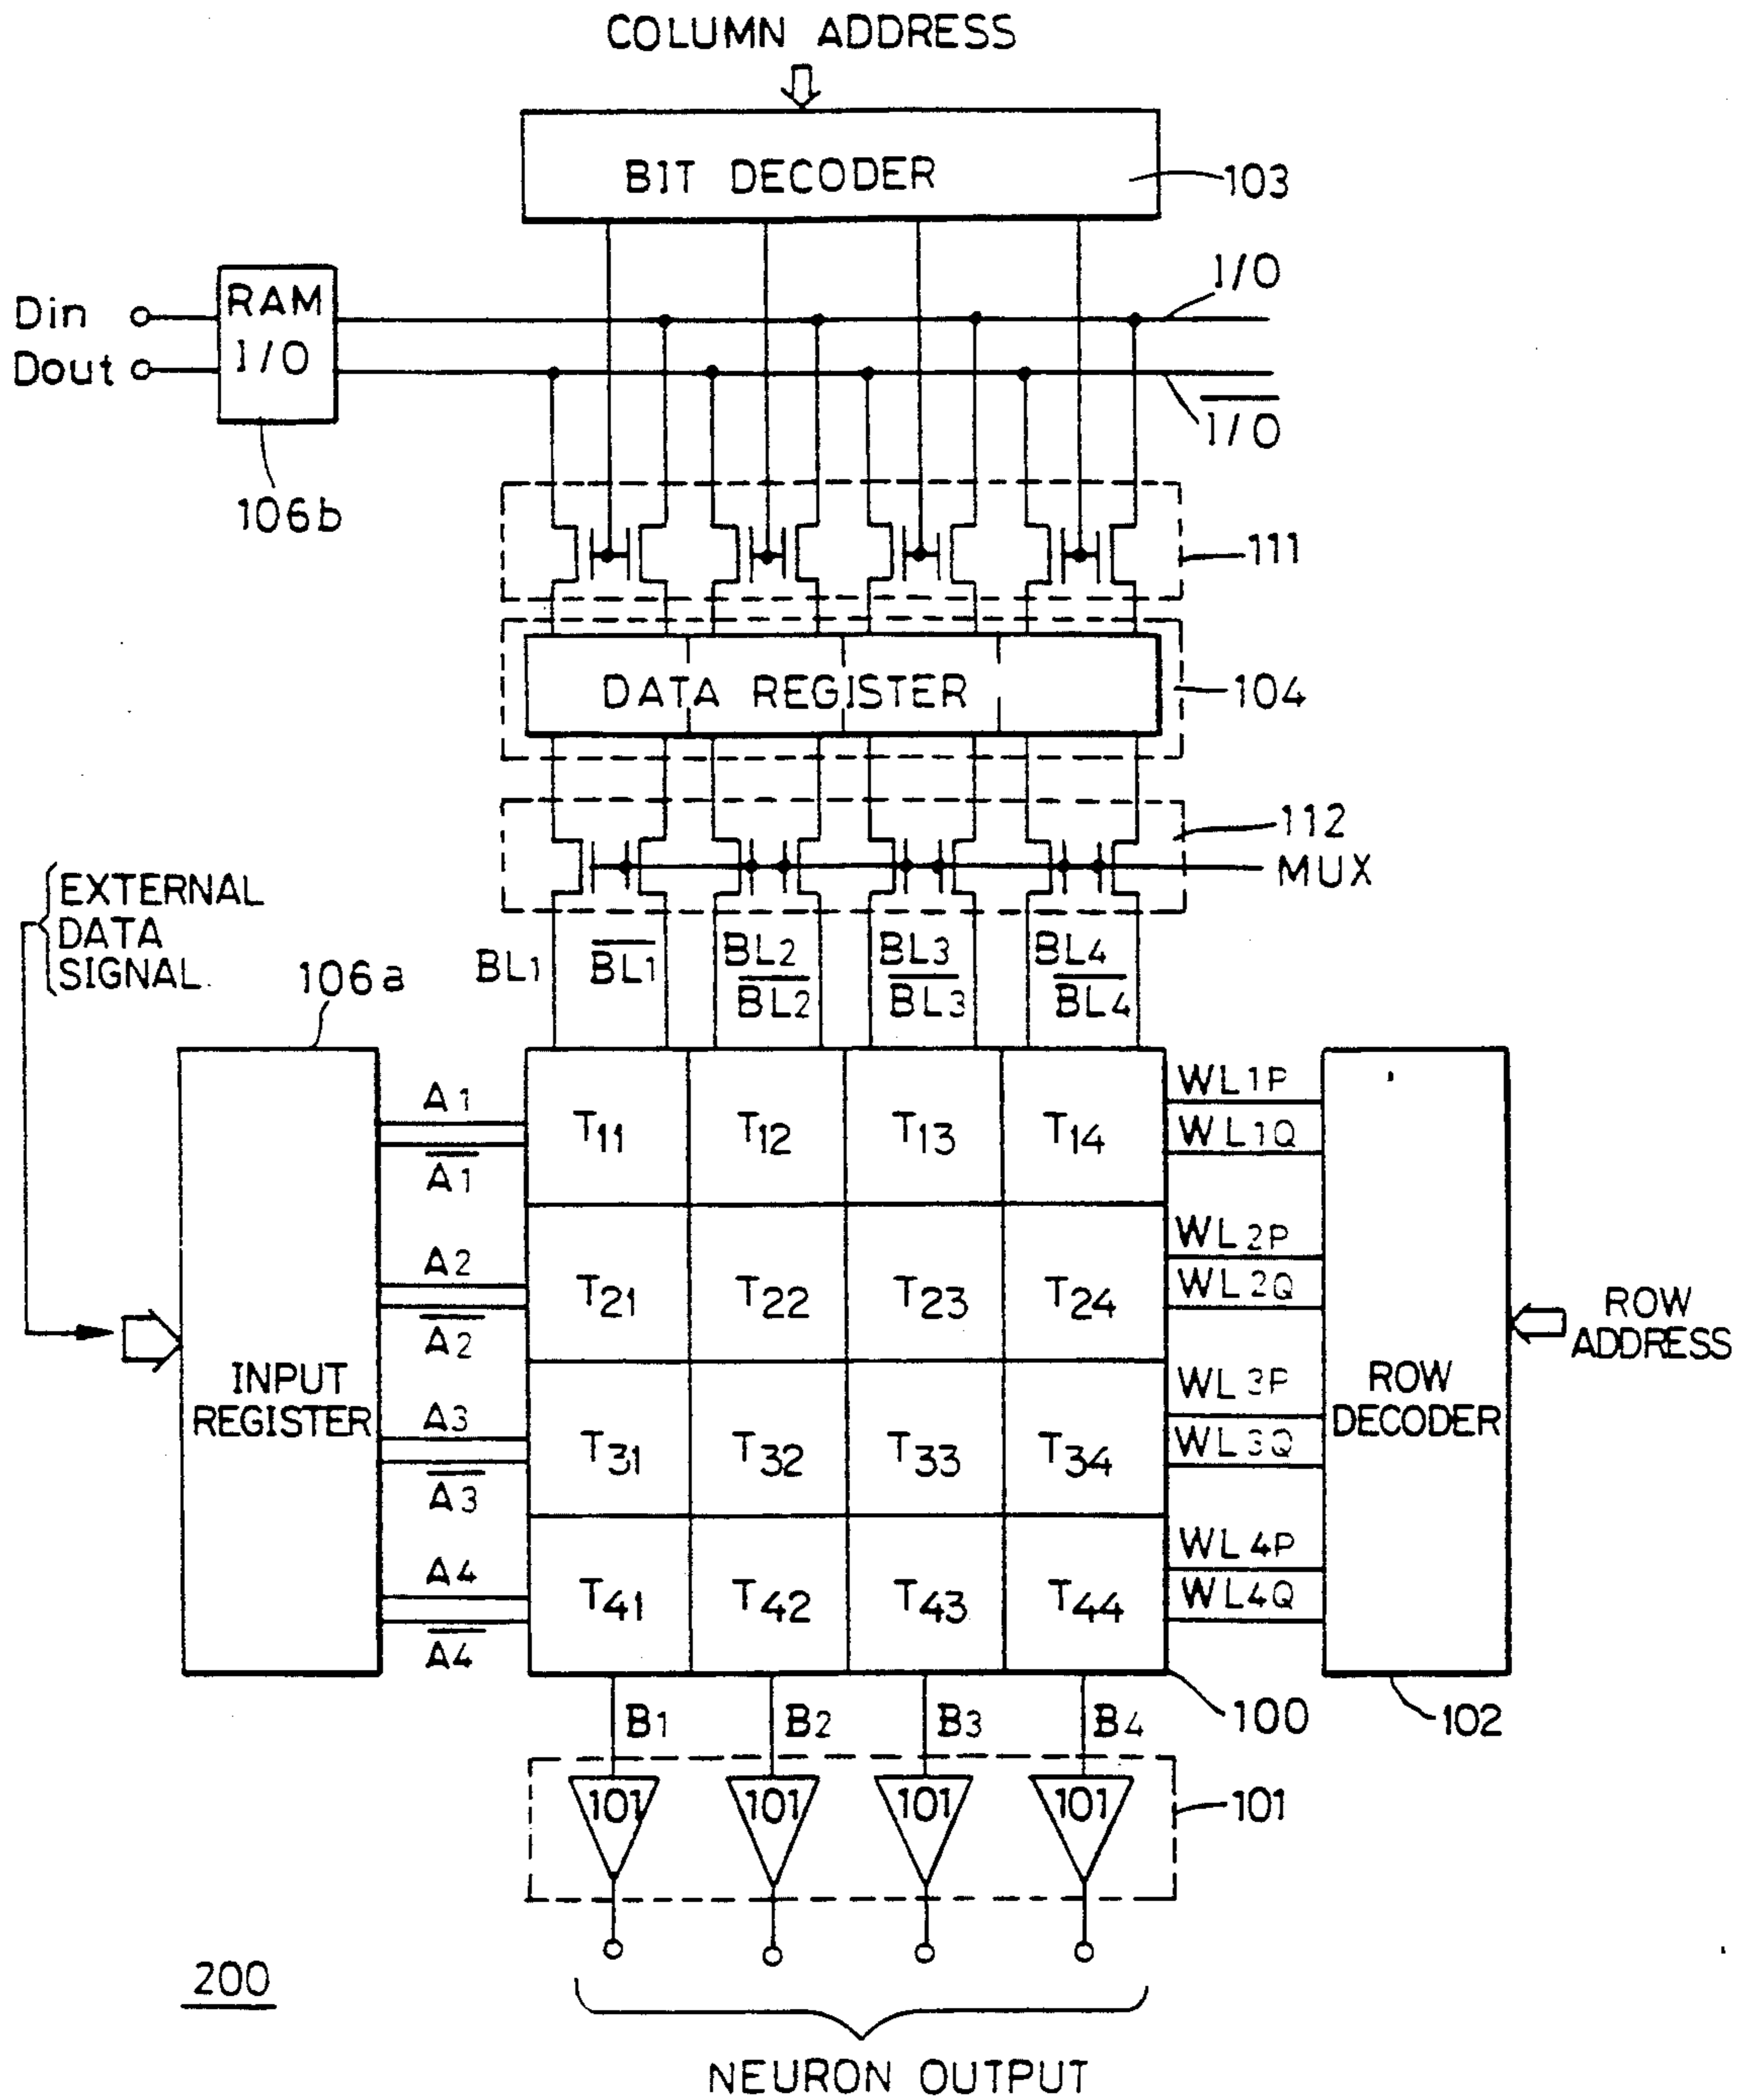 COLUMN ADDRESS
BIT DECODER
103
I/O
Din
RAM
I/O
Dout
I/O
106b
111
DATA REGISTER
104
112
MUX
EXTERNAL
DATA
SIGNAL
106a
BL1
BL1
BL2
BL2
BL3
BL3
BL4
BL4
A1
A1
A2
A2
A3
A3
A4
A4
INPUT
REGISTER
T11 T12 T13 T14
T21 T22 T23 T24
T31 T32 T33 T34
T41 T42 T43 T44
WL1P
WL1Q
WL2P
WL2Q
WL3P
WL3Q
WL4P
WL4Q
ROW
DECODER
ROW
ADDRESS
B1 B2 B3 B4
100
102
101 101 101 101
101
200
NEURON OUTPUT